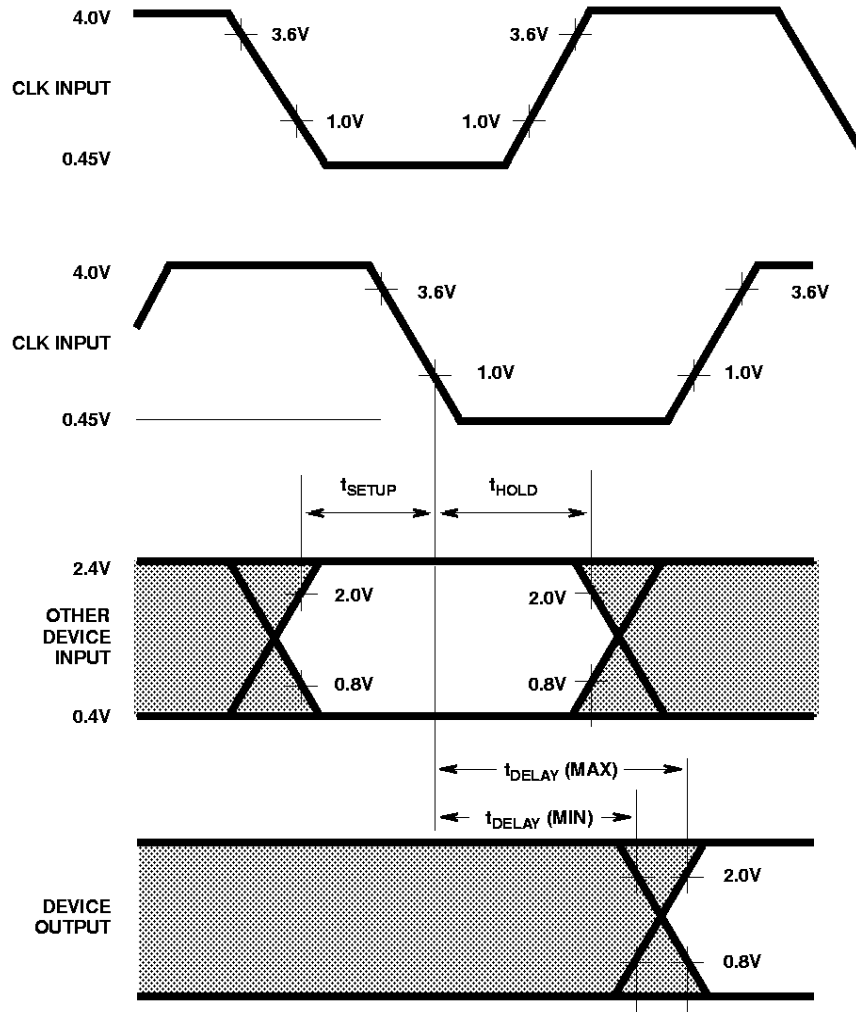 4.0V
3.6V 3.6V
CLK INPUT
1.0V 1.0V
0.45V
4.0V
3.6V 3.6V
CLK INPUT
1.0V 1.0V
0.45V
tSETUP tHOLD
2.4V
2.0V 2.0V
OTHER
DEVICE
INPUT
0.8V 0.8V
0.4V
tDELAY (MAX)
tDELAY (MIN)
2.0V
DEVICE
OUTPUT
0.8V